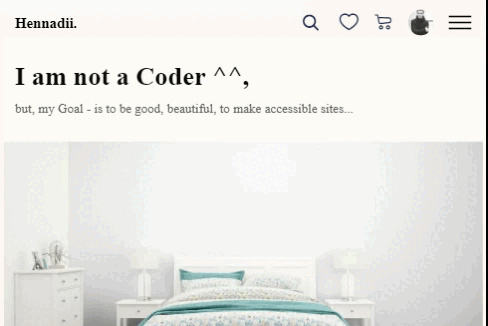 Hennadii.
I am not a Coder ^^,
but, my Goal - is to be good, beautiful, to make accessible sites...